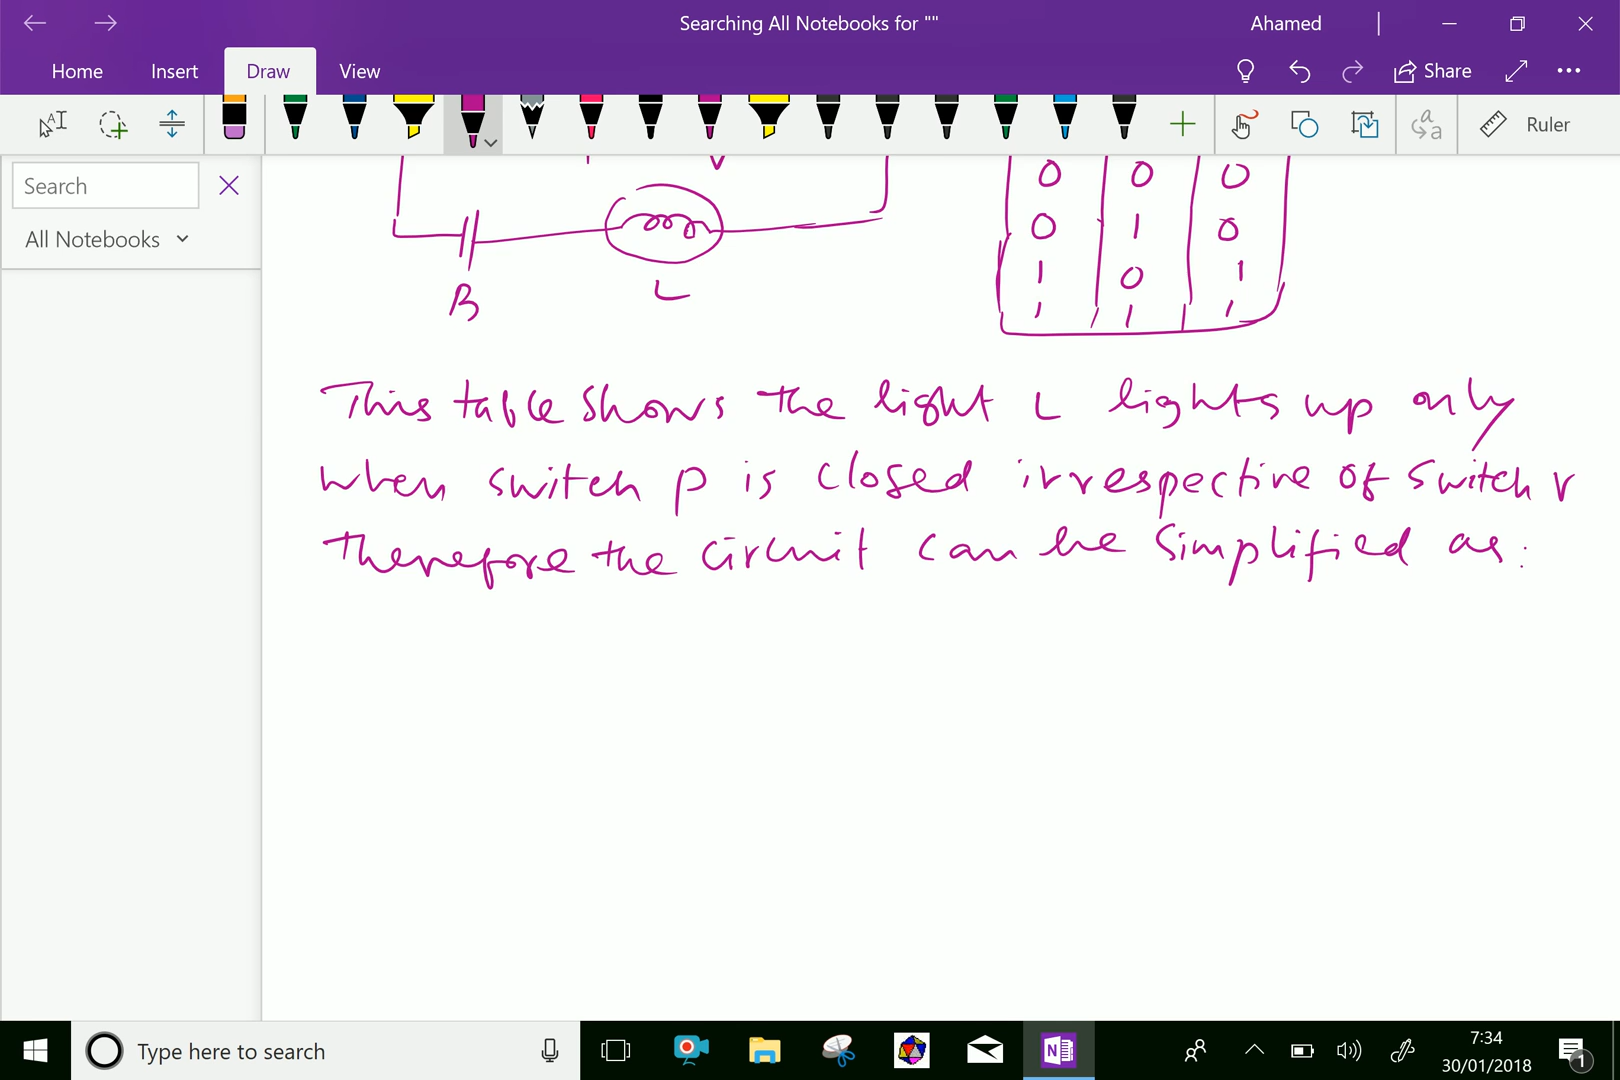 Searching All Notebooks for ""
Ahamed
Home Insert Draw View
Share
Ruler
Search
All Notebooks
0 0 0
0 1 0
1 0 1
1 1 1
B
L
This table shows the light L lights up only
when switch p is closed irrespective of switch r
therefore the circuit can be simplified as:
Type here to search
7:34
30/01/2018
1